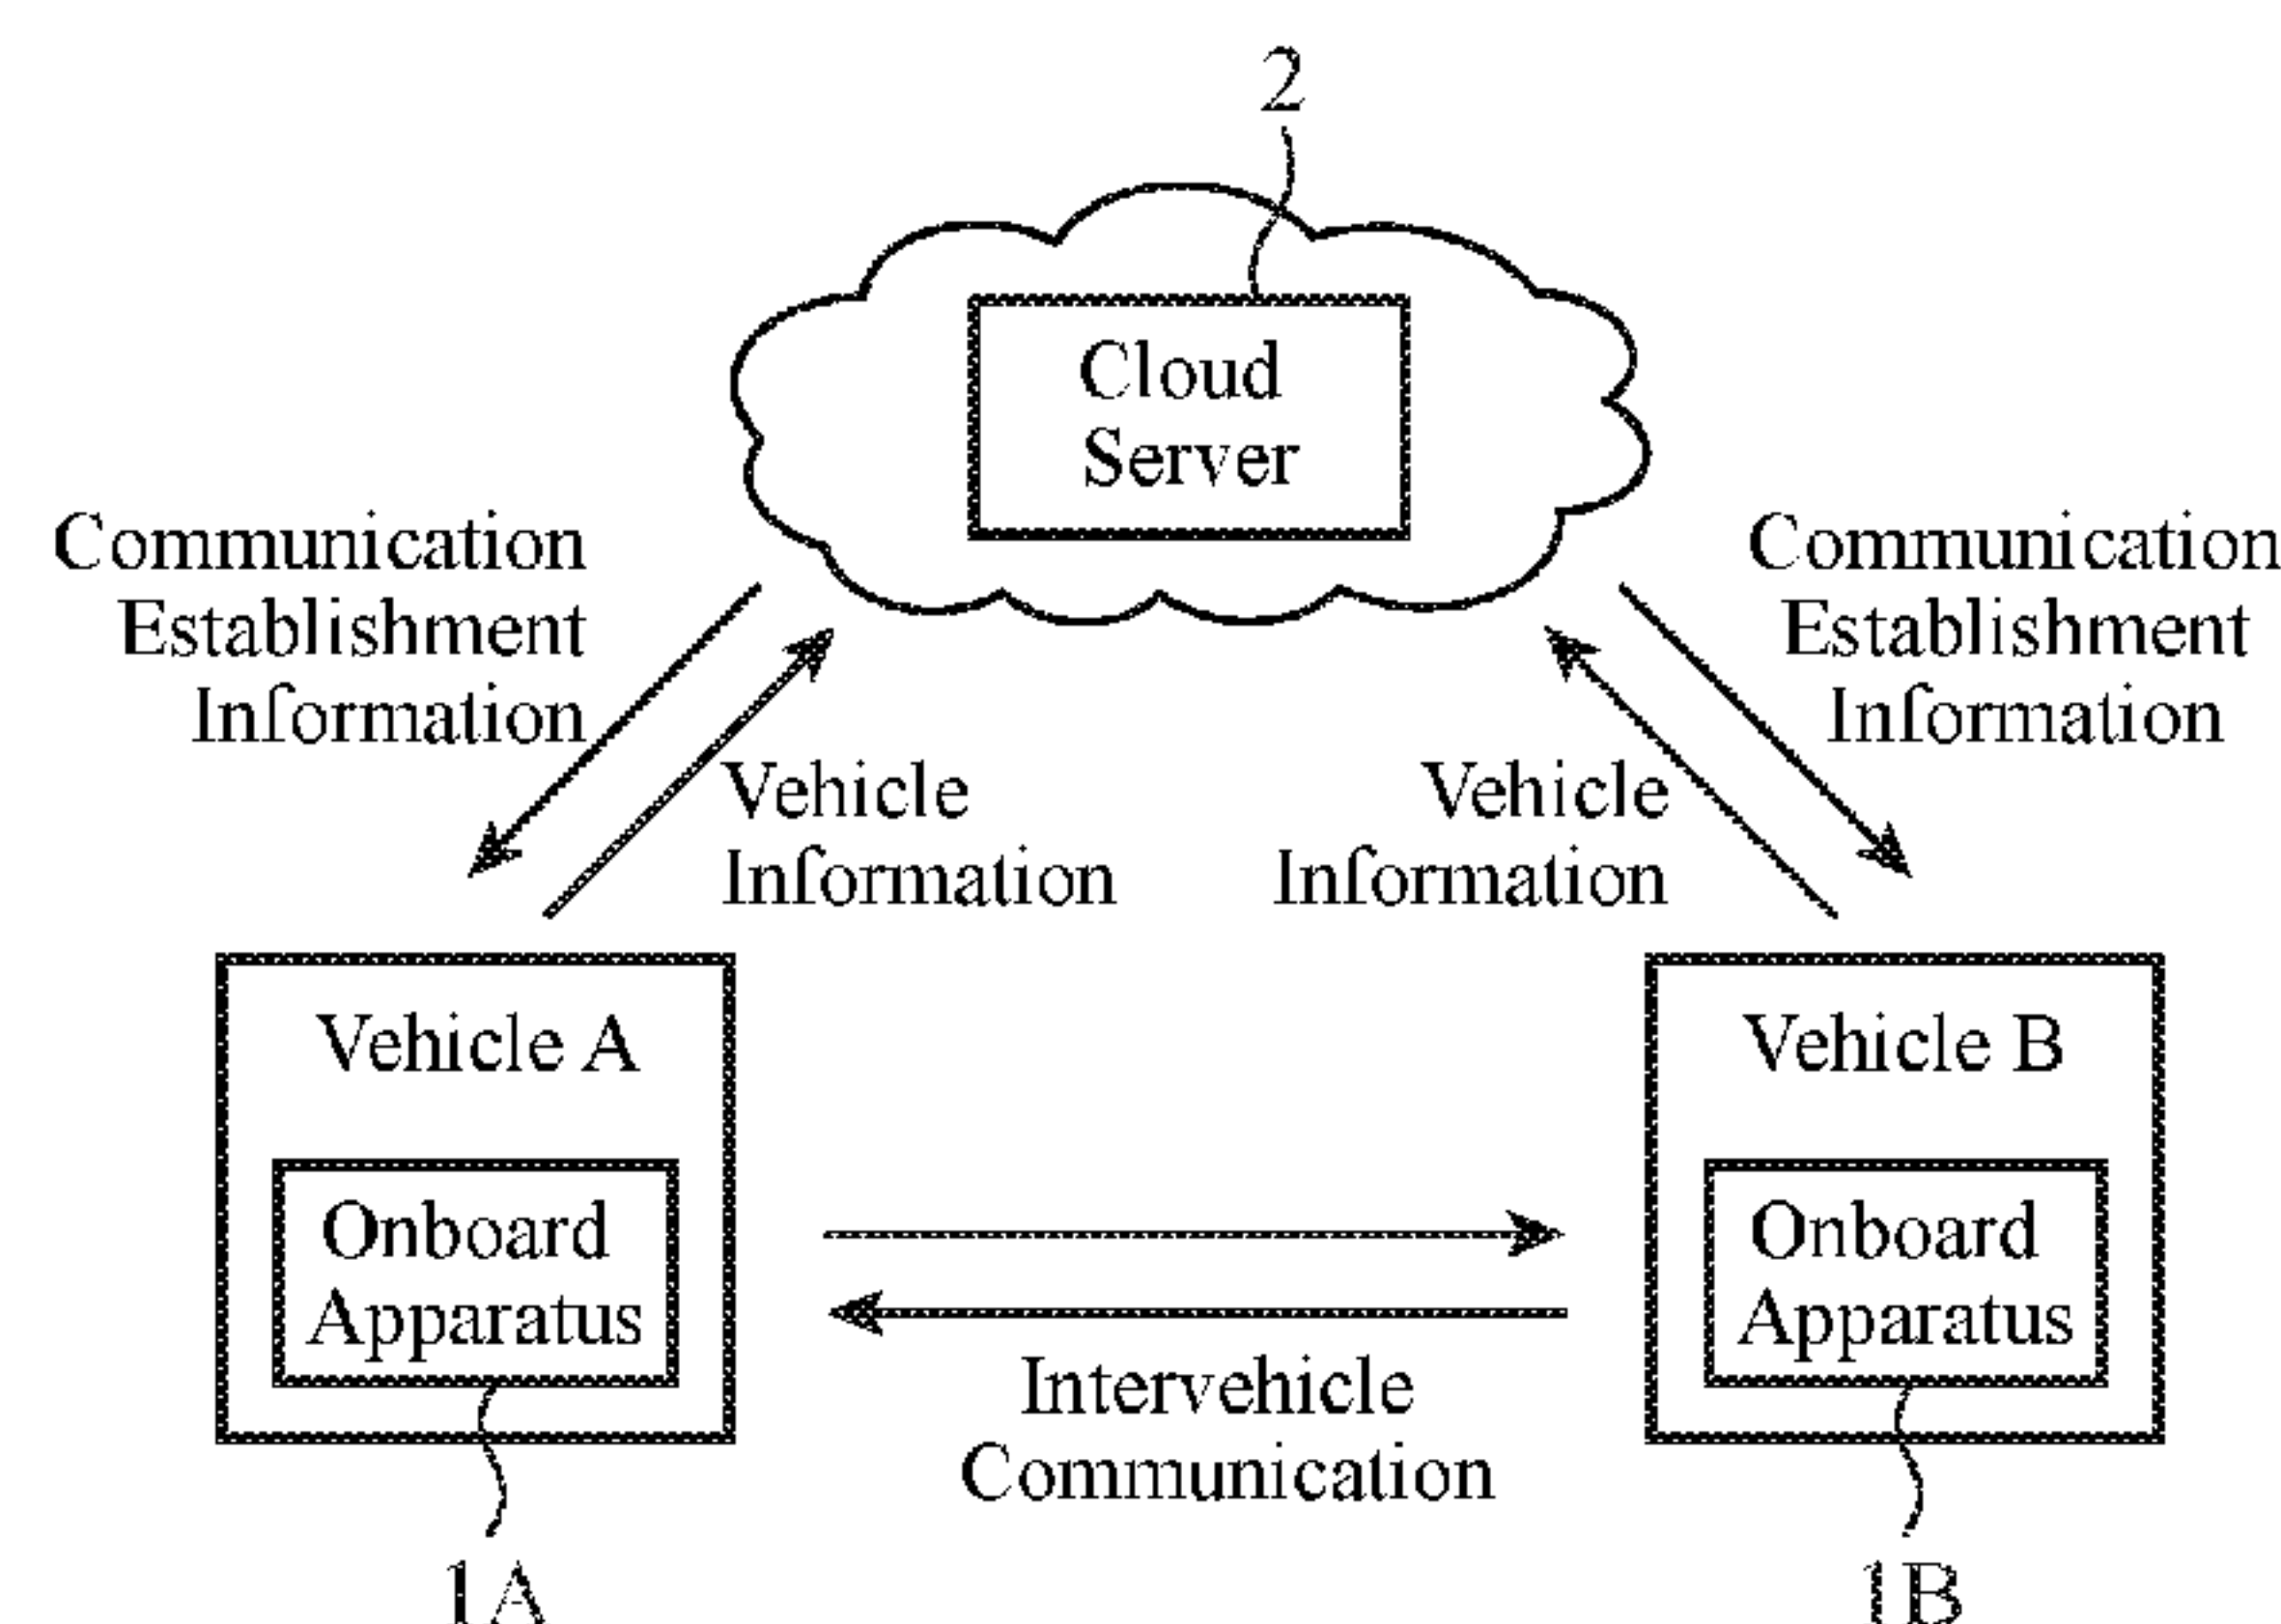 2
Cloud
Server
Communication
Establishment
Information
Communication
Establishment
Information
Vehicle
Information
Vehicle
Information
Vehicle A
Vehicle B
Onboard
Apparatus
Onboard
Apparatus
Intervehicle
Communication
1A
1B